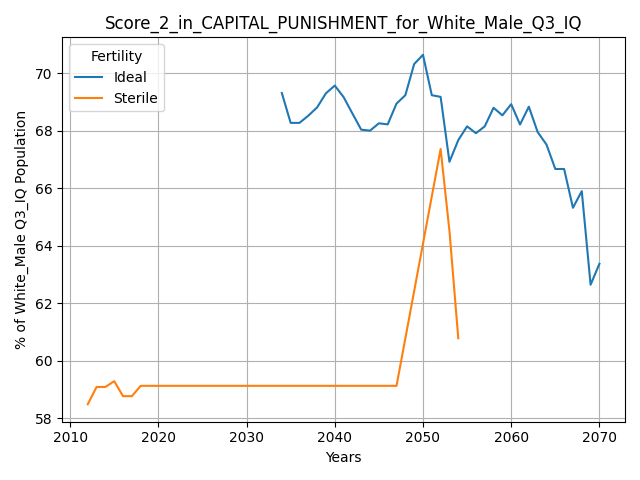 Score_2_in_CAPITAL_PUNISHMENT_for_White_Male_Q3_IQ
Fertility
Ideal
Sterile
% of White_Male Q3_IQ Population
70
68
66
64
62
60
58
2010
2020
2030
2040
2050
2060
2070
Years